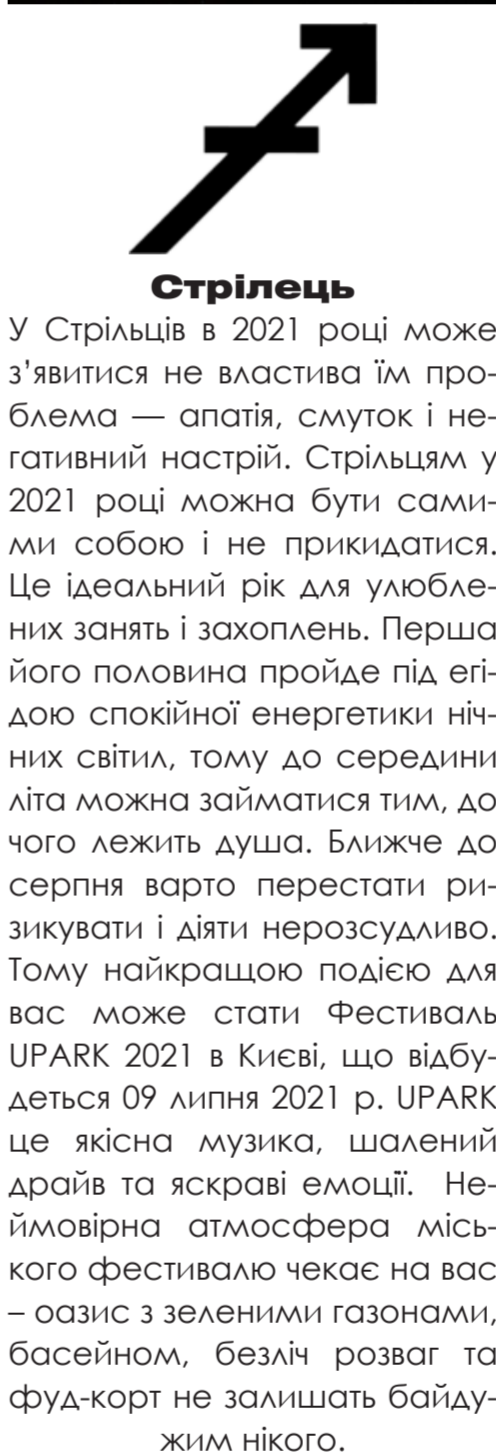 Стрілець
У Стрільців в 2021 році може
з’явитися не властива їм про-
блема — апатія, смуток і не-
гативний настрій. Стрільцям у
2021 році можна бути сами-
ми собою і не прикидатися.
Це ідеальний рік для улюбле-
них занять і захоплень. Перша
його половина пройде під егі-
дою спокійної енергетики ніч-
них світил, тому до середини
літа можна займатися тим, до
чого лежить душа. Ближче до
серпня варто перестати ри-
зикувати і діяти нерозсудливо.
Тому найкращою подією для
вас може стати Фестиваль
UPARK 2021 в Києві, що відбу-
деться 09 липня 2021 р. UPARK
це якісна музика, шалений
драйв та яскраві емоції. Не-
ймовірна атмосфера місь-
кого фестивалю чекає на вас
– оазис з зеленими газонами,
басейном, безліч розваг та
фуд-корт не залишать байду-
жим нікого.